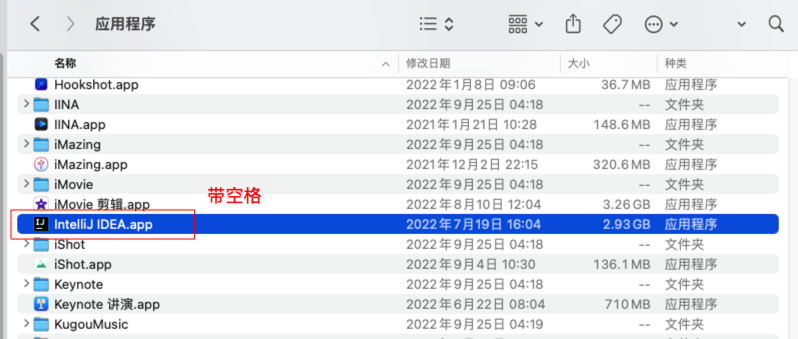 应用程序
名称 修改日期 大小 种类
Hookshot.app 2022年1月8日 09:06 36.7 MB 应用程序
IINA 2022年9月25日 04:18 -- 文件夹
IINA.app 2021年1月21日 10:28 148.6 MB 应用程序
iMazing 2022年9月25日 04:18 -- 文件夹
iMazing.app 2021年12月2日 22:15 320.6 MB 应用程序
iMovie 2022年9月25日 04:18 -- 文件夹
带空格
iMovie 剪辑.app 2022年8月10日 12:04 3.26 GB 应用程序
IntelliJ IDEA.app 2022年7月19日 16:04 2.93 GB 应用程序
iShot 2022年9月25日 04:18 -- 文件夹
iShot.app 2022年9月4日 10:30 136.1 MB 应用程序
Keynote 2022年9月25日 04:18 -- 文件夹
Keynote 讲演.app 2022年6月22日 08:04 710 MB 应用程序
KugouMusic 2022年9月25日 04:19 -- 文件夹